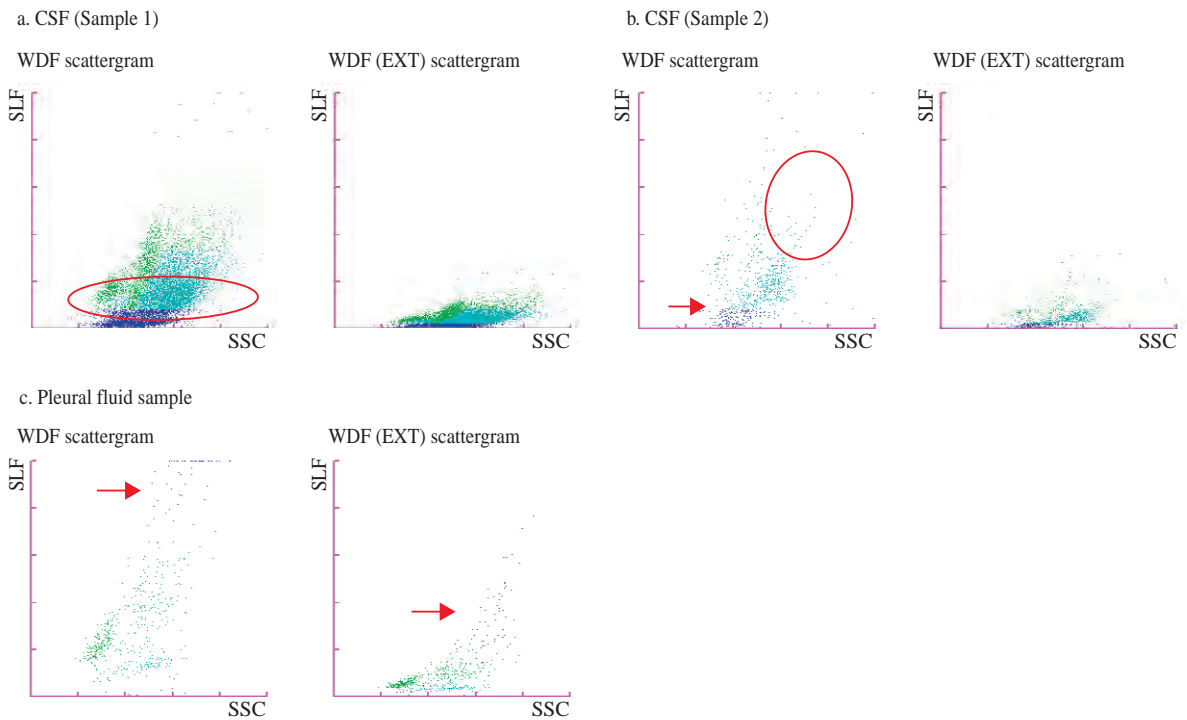 a. CSF (Sample 1)
WDF scattergram
SLF
SSC
WDF (EXT) scattergram
SLF
SSC
b. CSF (Sample 2)
WDF scattergram
SLF
SSC
WDF (EXT) scattergram
SLF
SSC
c. Pleural fluid sample
WDF scattergram
SLF
SSC
WDF (EXT) scattergram
SLF
SSC